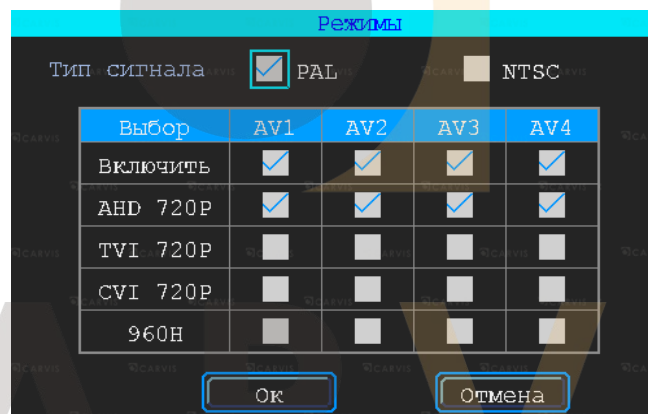 Режимы
Тип сигнала PAL NTSC
Выбор AV1 AV2 AV3 AV4
Включить
AHD 720P
TVI 720P
CVI 720P
960H
Ок Отмена
CARVIS